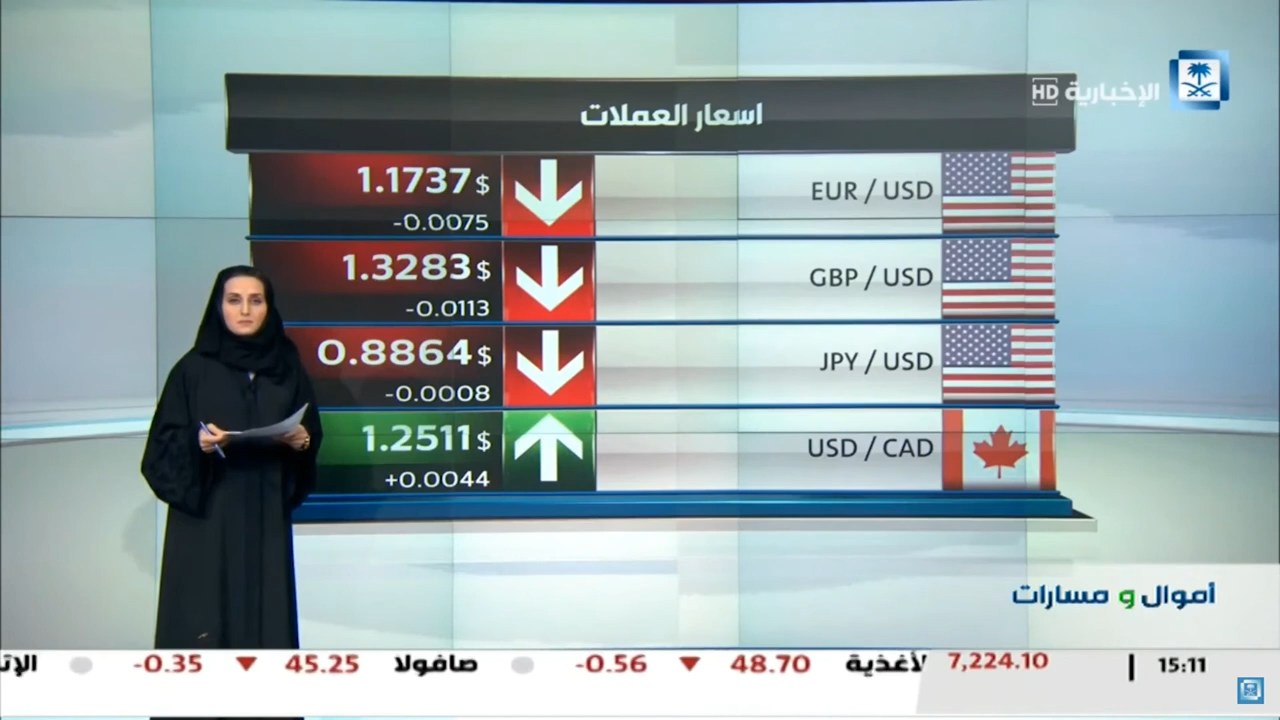 الإخبارية HD
اسعار العملات
EUR / USD
1.1737 $
-0.0075
GBP / USD
1.3283 $
-0.0113
JPY / USD
0.8864 $
-0.0008
USD / CAD
1.2511 $
+0.0044
أموال و مسارات
15:11 | 7,224.10 لأغذية 48.70 ▼ -0.56 صافولا 45.25 ▼ -0.35